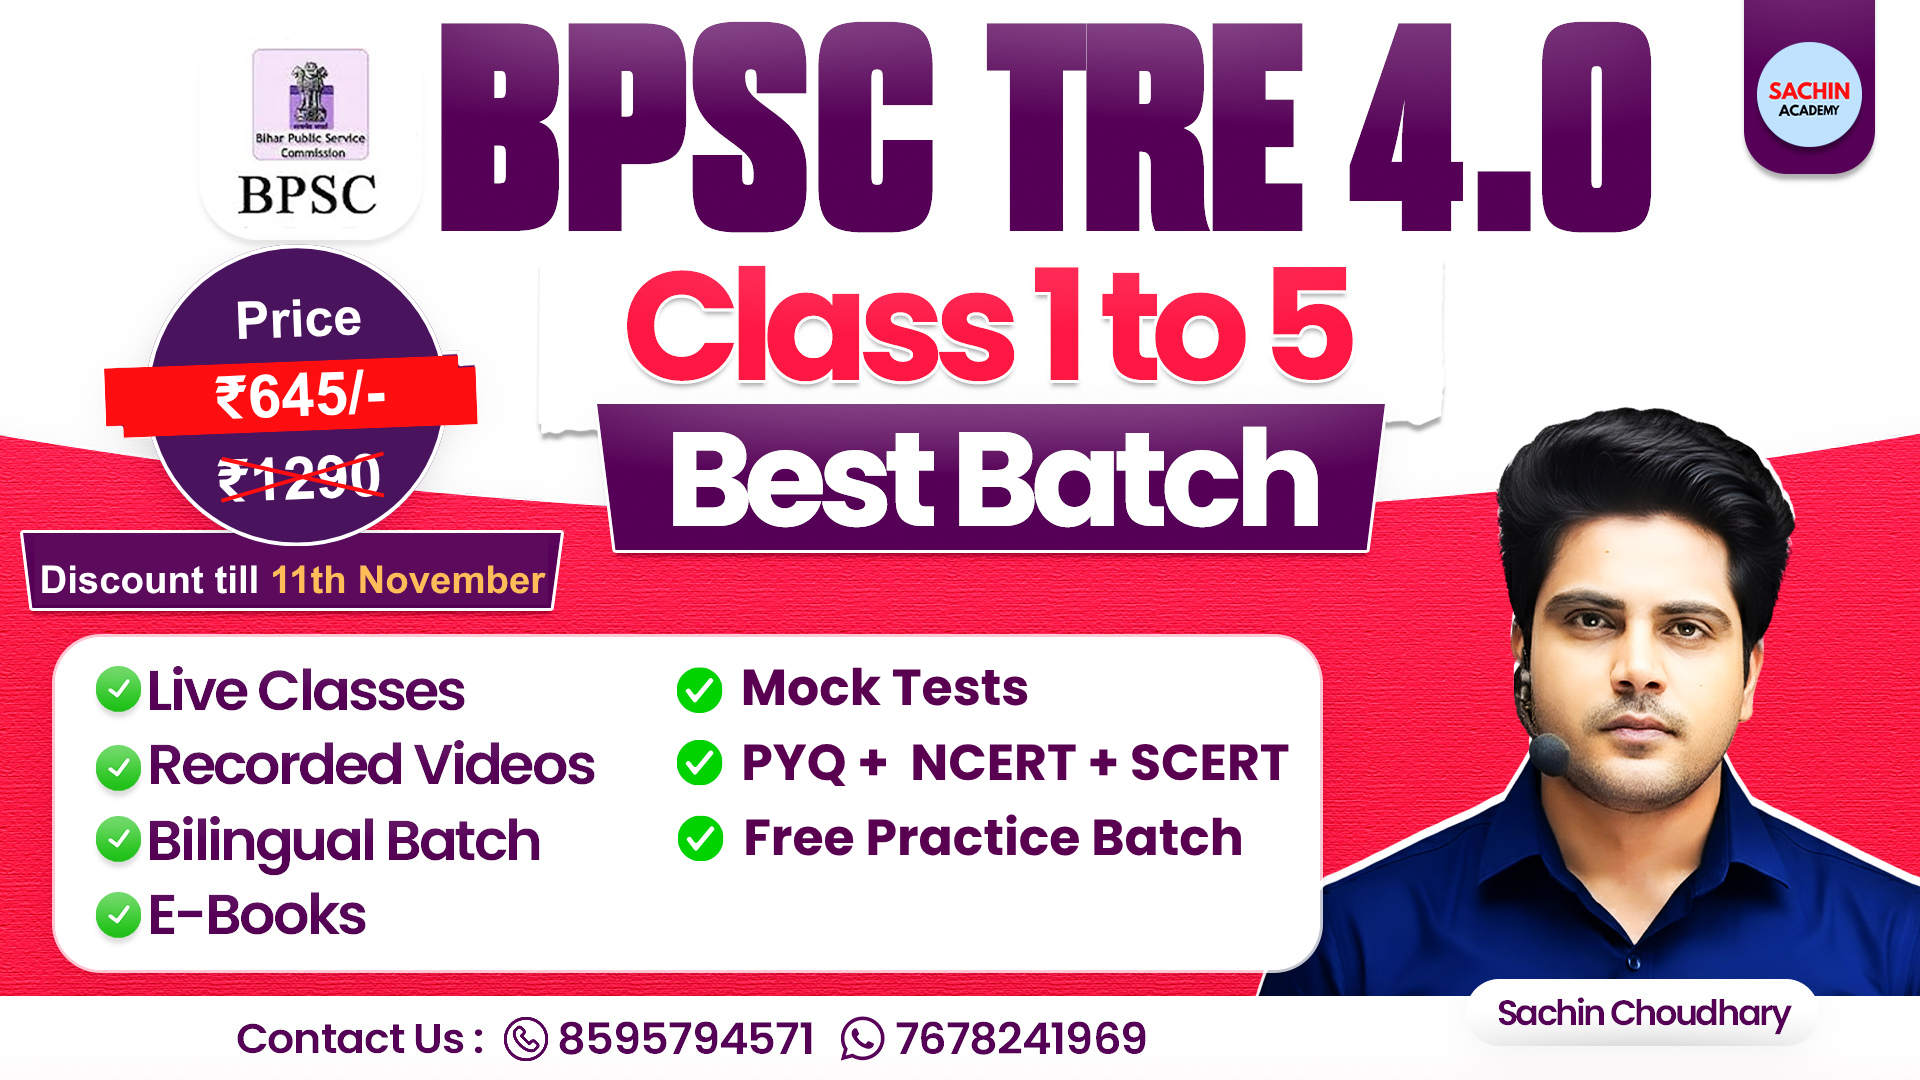 BPSC TRE 4.0
Bihar Public Service
Commission
BPSC
SACHIN
ACADEMY
Class 1 to 5
Best Batch
Price
₹645/-
₹1290
Discount till 11th November
Live Classes
Recorded Videos
Bilingual Batch
E-Books
Mock Tests
PYQ + NCERT + SCERT
Free Practice Batch
Sachin Choudhary
Contact Us : 8595794571 7678241969